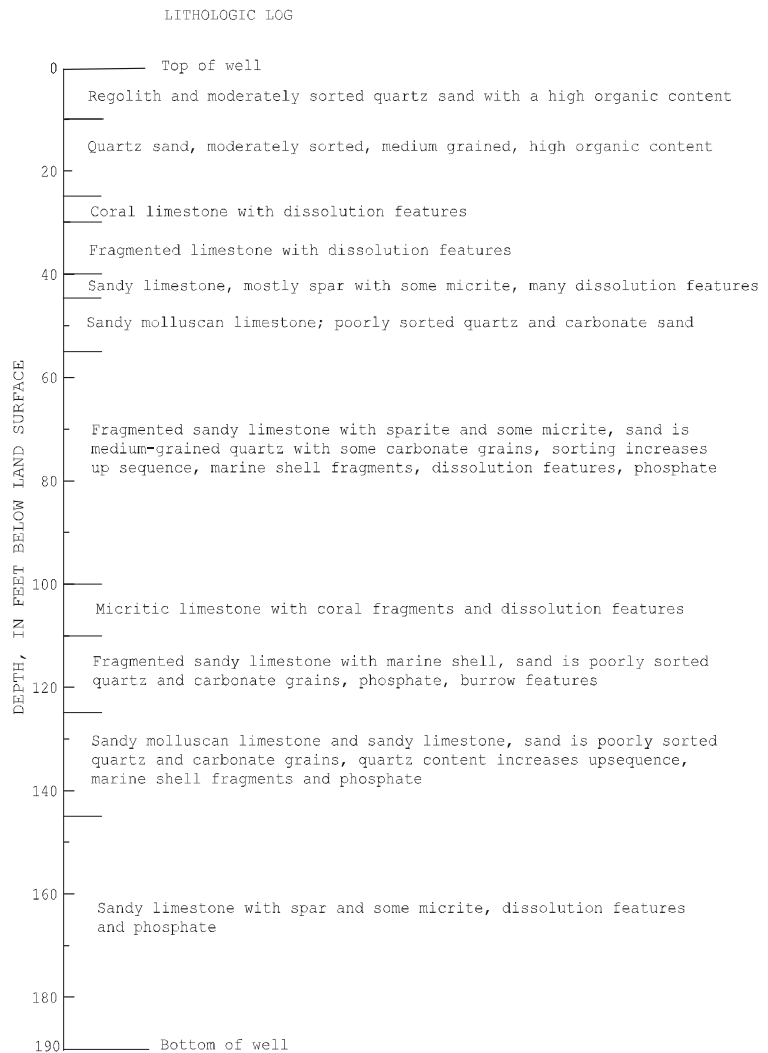 LITHOLOGIC LOG
0
Top of well
Regolith and moderately sorted quartz sand with a high organic content
Quartz sand, moderately sorted, medium grained, high organic content
20
Coral limestone with dissolution features
Fragmented limestone with dissolution features
40
Sandy limestone, mostly spar with some micrite, many dissolution features
Sandy molluscan limestone; poorly sorted quartz and carbonate sand
60
Fragmented sandy limestone with sparite and some micrite, sand is
medium-grained quartz with some carbonate grains, sorting increases
up sequence, marine shell fragments, dissolution features, phosphate
80
100
Micritic limestone with coral fragments and dissolution features
Fragmented sandy limestone with marine shell, sand is poorly sorted
quartz and carbonate grains, phosphate, burrow features
120
Sandy molluscan limestone and sandy limestone, sand is poorly sorted
quartz and carbonate grains, quartz content increases upsequence,
marine shell fragments and phosphate
140
160
Sandy limestone with spar and some micrite, dissolution features
and phosphate
180
190
Bottom of well
DEPTH, IN FEET BELOW LAND SURFACE